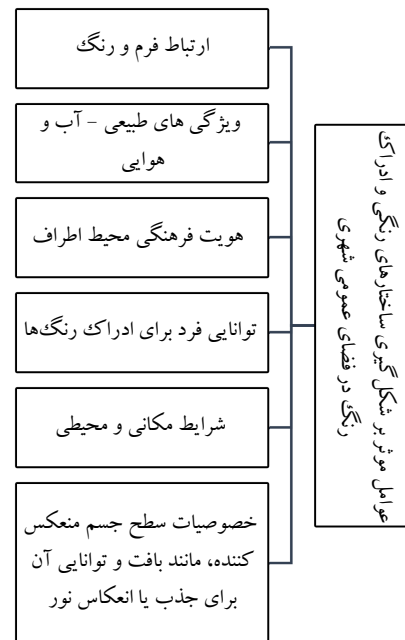 عوامل موثر بر شکل گیری ساختارهای رنگی و ادراک
رنگ در فضای عمومی شهری
ارتباط فرم و رنگ
ویژگی های طبیعی – آب و
هوایی
هویت فرهنگی محیط اطراف
توانایی فرد برای ادراک رنگ‌ها
شرایط مکانی و محیطی
خصوصیات سطح جسم منعکس
کننده، مانند بافت و توانایی آن
برای جذب یا انعکاس نور